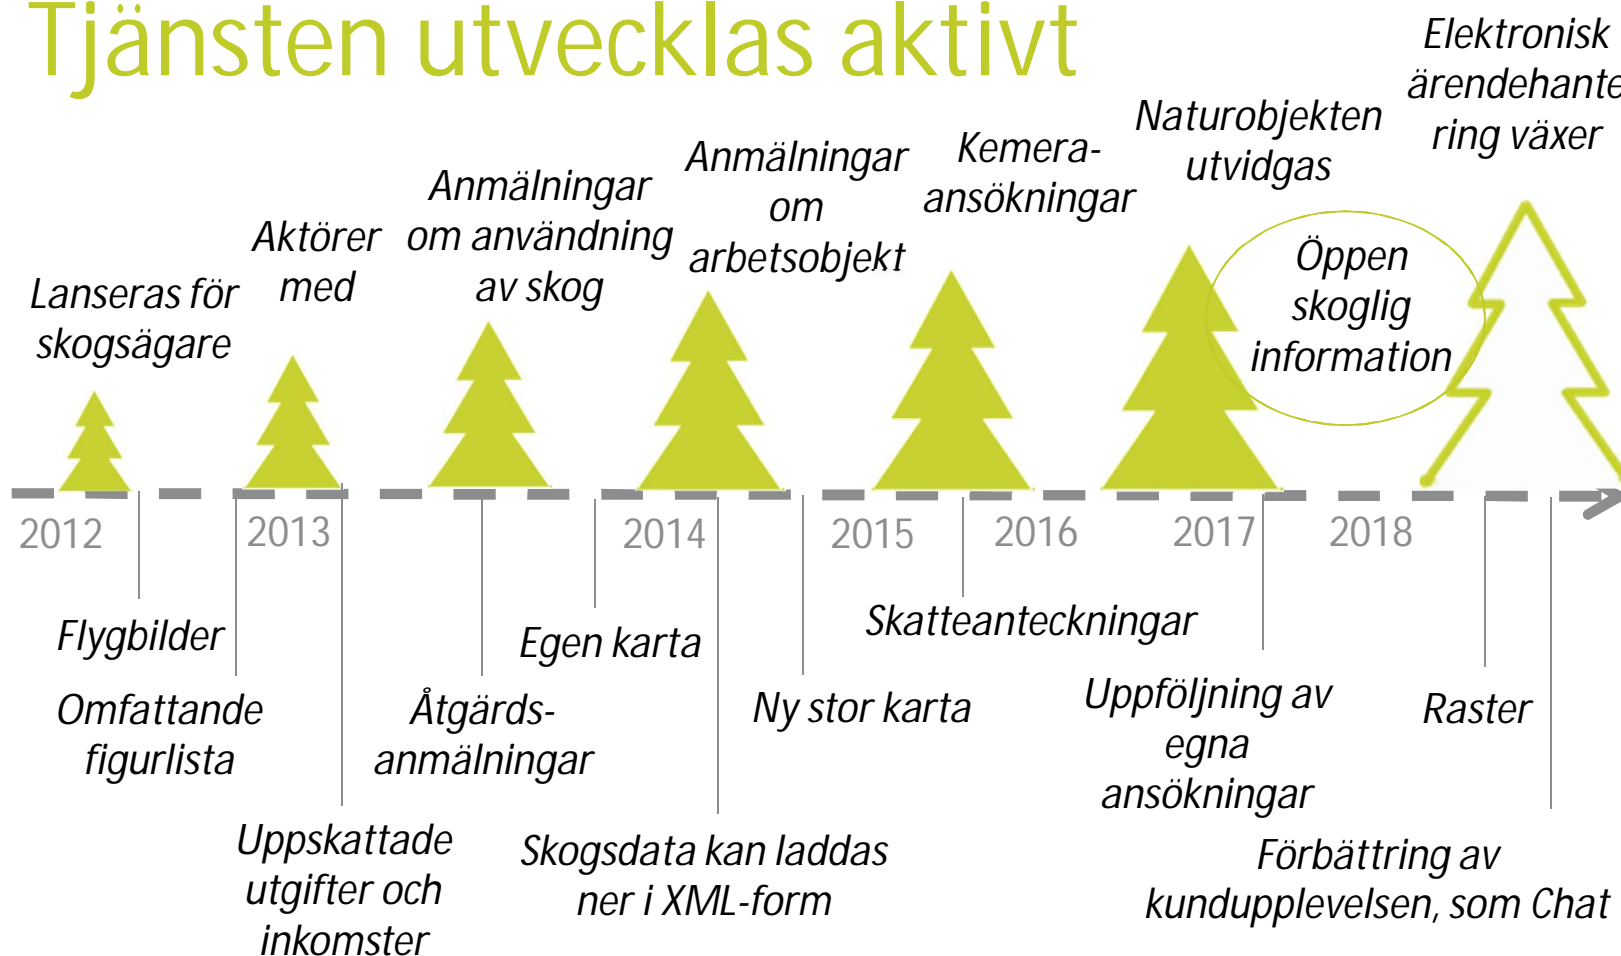 Tjänsten utvecklas aktivt
Lanseras för
skogsägare
Aktörer
med
Anmälningar
om användning
av skog
Anmälningar
om
arbetsobjekt
Kemera-
ansökningar
Naturobjekten
utvidgas
Öppen
skoglig
information
Elektronisk
ärendehante
ring växer
2012
2013
2014
2015
2016
2017
2018
Flygbilder
Omfattande
figurlista
Uppskattade
utgifter och
inkomster
Åtgärds-
anmälningar
Egen karta
Skogsdata kan laddas
ner i XML-form
Ny stor karta
Skatteanteckningar
Uppföljning av
egna
ansökningar
Raster
Förbättring av
kundupplevelsen, som Chat